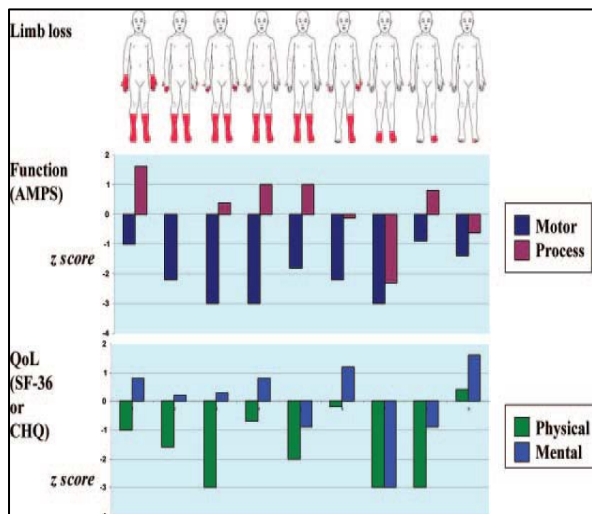 Limb loss
Function
(AMPS)
z score
2
1
0
-1
-2
-3
-4
Motor
Process
QoL
(SF-36
or
CHQ)
z score
2
1
0
-1
-2
-3
Physical
Mental